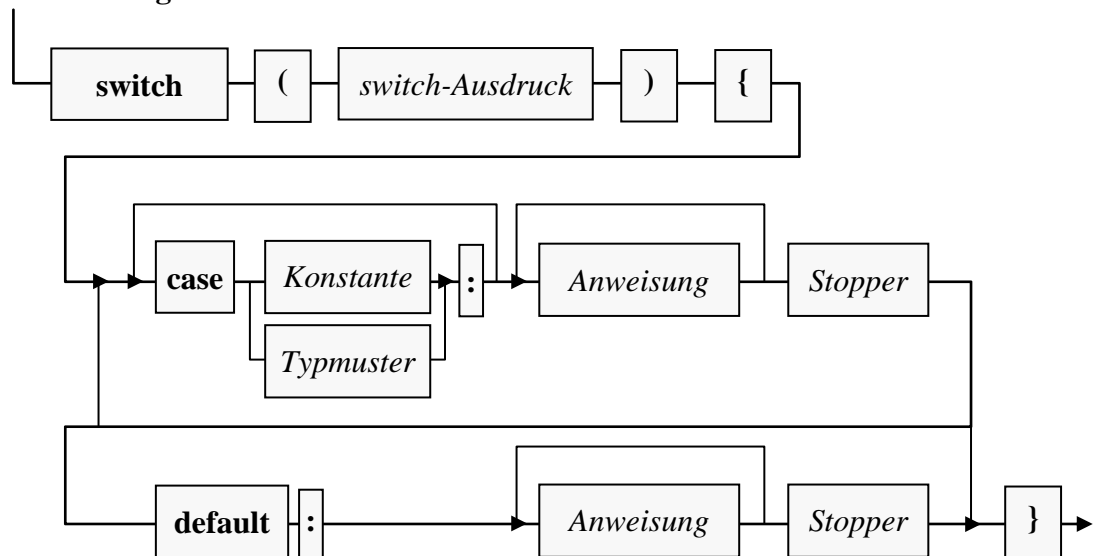 switch ( switch-Ausdruck ) {
case Konstante : Anweisung Stopper
Typmuster
default : Anweisung Stopper }